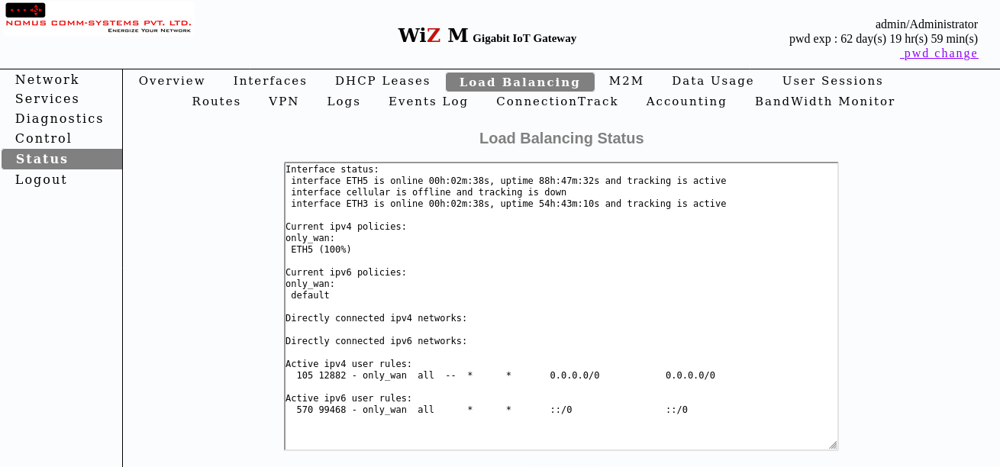 NOMUS COMM-SYSTEMS PVT. LTD.
ENERGIZE YOUR NETWORK
WiZ M Gigabit IoT Gateway
admin/Administrator
pwd exp : 62 day(s) 19 hr(s) 59 min(s)
pwd change
Network
Services
Diagnostics
Control
Status
Logout
Overview Interfaces DHCP Leases Load Balancing M2M Data Usage User Sessions
Routes VPN Logs Events Log ConnectionTrack Accounting BandWidth Monitor
Load Balancing Status
Interface status:
 interface ETH5 is online 00h:02m:38s, uptime 88h:47m:32s and tracking is active
 interface cellular is offline and tracking is down
 interface ETH3 is online 00h:02m:38s, uptime 54h:43m:10s and tracking is active
Current ipv4 policies:
only_wan:
 ETH5 (100%)
Current ipv6 policies:
only_wan:
 default
Directly connected ipv4 networks:
Directly connected ipv6 networks:
Active ipv4 user rules:
  105 12882 - only_wan  all  --  *      *       0.0.0.0/0            0.0.0.0/0
Active ipv6 user rules:
  570 99468 - only_wan  all      *      *       ::/0                 ::/0